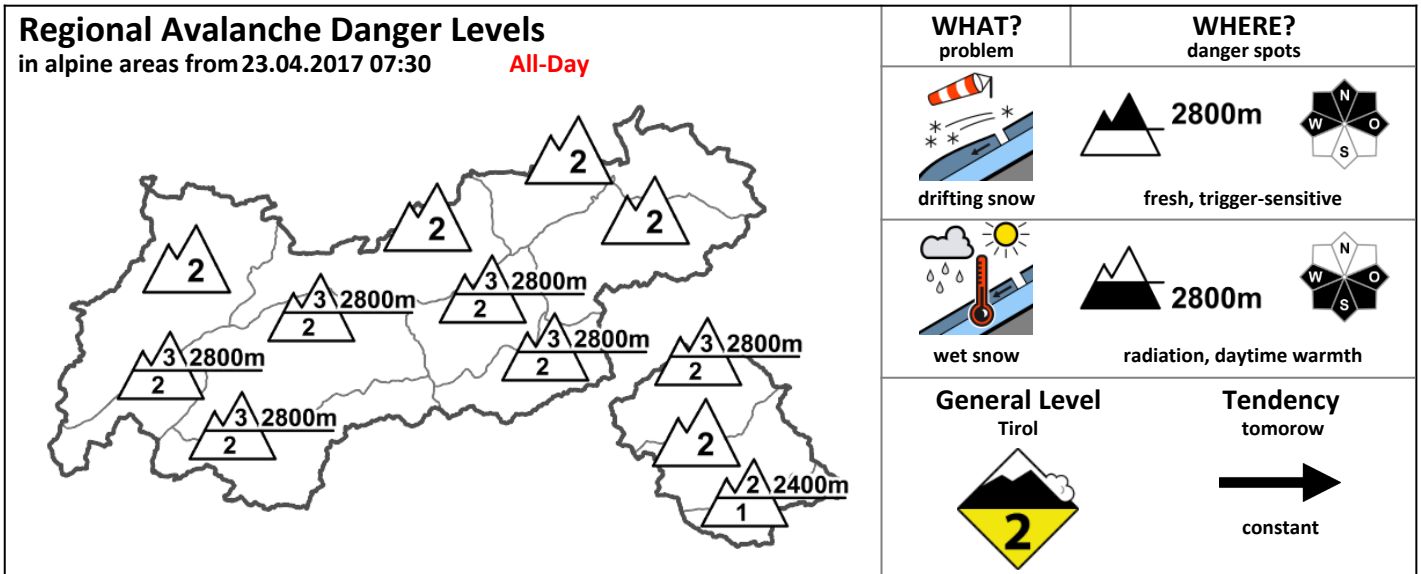 Regional Avalanche Danger Levels
in alpine areas from 23.04.2017 07:30 All-Day
2
2
2
2
2
3 2800m
2
3 2800m
2
3 2800m
2
3 2800m
2
3 2800m
2
3 2800m
2
2
2 2400m
1
WHAT?
problem
WHERE?
danger spots
2800m
N
W O
S
drifting snow
fresh, trigger-sensitive
2800m
N
W O
S
wet snow
radiation, daytime warmth
General Level
Tirol
2
Tendency
tomorow
constant